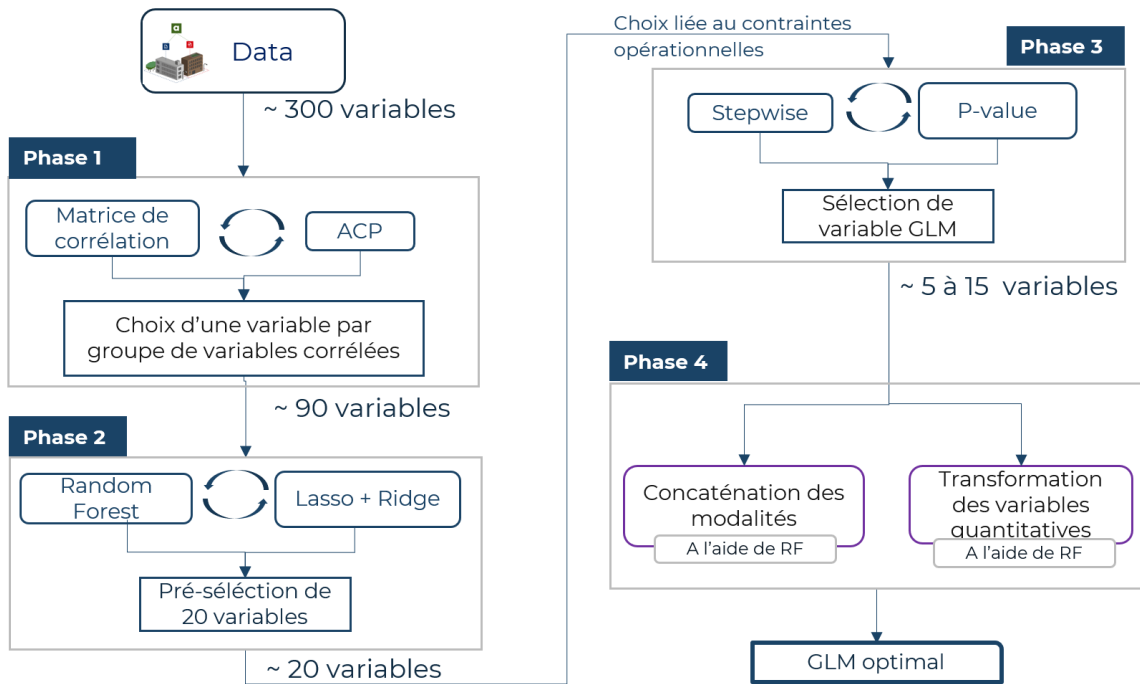 Data
~ 300 variables
Phase 1
Matrice de
corrélation
ACP
Choix d'une variable par
groupe de variables corrélées
~ 90 variables
Phase 2
Random
Forest
Lasso + Ridge
Pré-séléction de
20 variables
~ 20 variables
Choix liée au contraintes
opérationnelles
Phase 3
Stepwise
P-value
Sélection de
variable GLM
~ 5 à 15 variables
Phase 4
Concaténation des
modalités
A l'aide de RF
Transformation
des variables
quantitatives
A l'aide de RF
GLM optimal